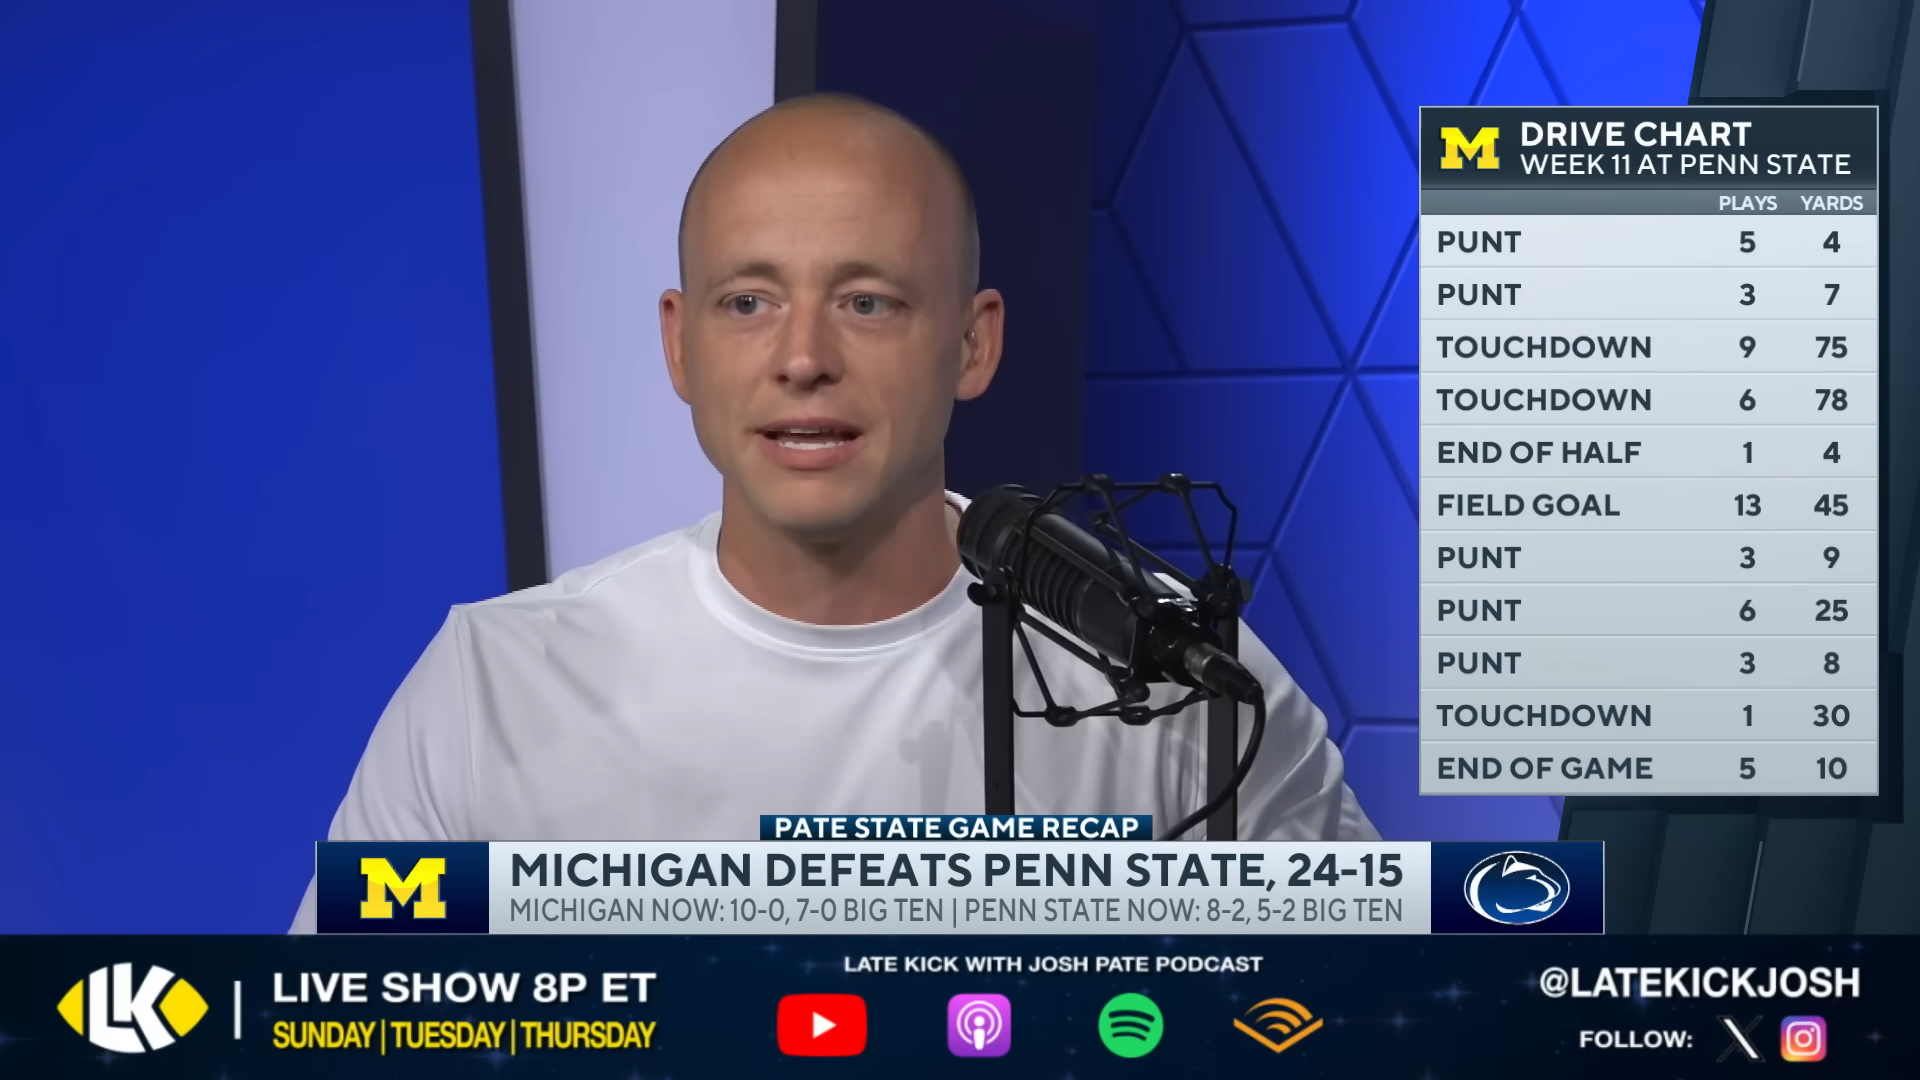 M DRIVE CHART
WEEK 11 AT PENN STATE
PLAYS YARDS
PUNT 5 4
PUNT 3 7
TOUCHDOWN 9 75
TOUCHDOWN 6 78
END OF HALF 1 4
FIELD GOAL 13 45
PUNT 3 9
PUNT 6 25
PUNT 3 8
TOUCHDOWN 1 30
END OF GAME 5 10
PATE STATE GAME RECAP
M
MICHIGAN DEFEATS PENN STATE, 24-15
MICHIGAN NOW: 10-0, 7-0 BIG TEN | PENN STATE NOW: 8-2, 5-2 BIG TEN
LK
LIVE SHOW 8P ET
SUNDAY | TUESDAY | THURSDAY
LATE KICK WITH JOSH PATE PODCAST
@LATEKICKJOSH
FOLLOW: X